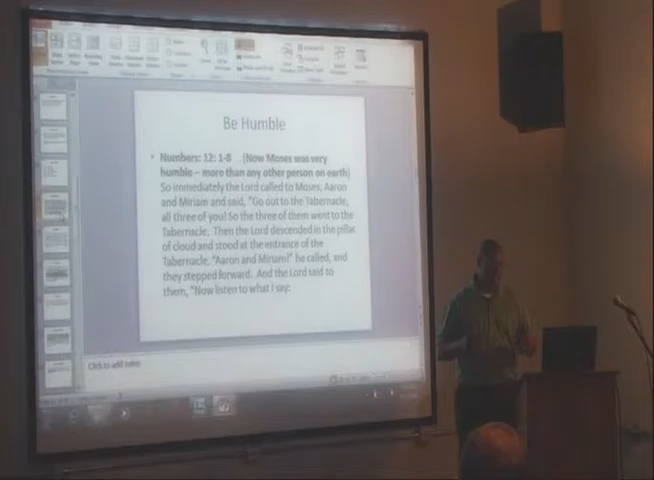 Be Humble
• Numbers: 12: 1-8 ... (Now Moses was very
humble – more than any other person on earth)
So immediately the Lord called to Moses, Aaron
and Miriam and said, "Go out to the Tabernacle,
all three of you! So the three of them went to the
Tabernacle. Then the Lord descended in the pillar
of cloud and stood at the entrance of the
Tabernacle. "Aaron and Miriam!" he called, and
they stepped forward. And the Lord said to
them, "Now listen to what I say:
Click to add notes